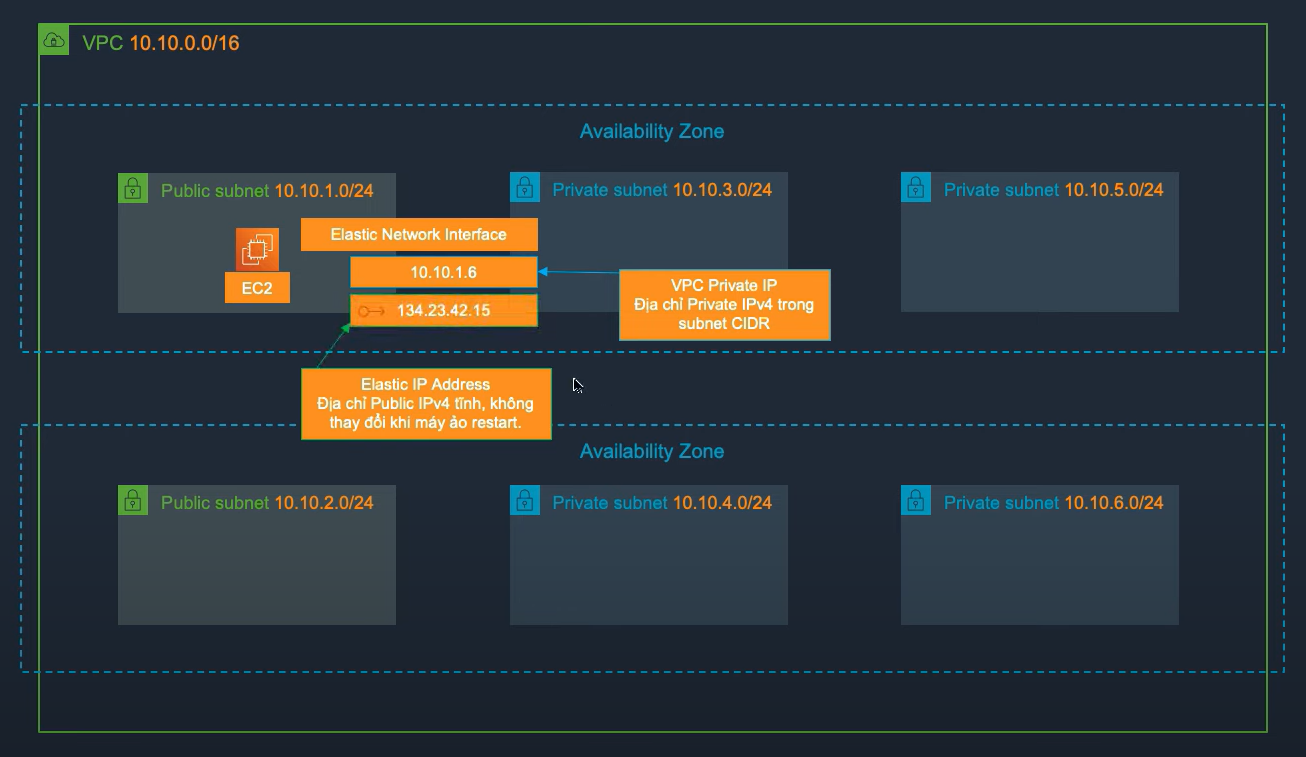 VPC 10.10.0.0/16
Availability Zone
Public subnet 10.10.1.0/24
Private subnet 10.10.3.0/24
Private subnet 10.10.5.0/24
Elastic Network Interface
10.10.1.6
EC2
134.23.42.15
VPC Private IP
Địa chỉ Private IPv4 trong
subnet CIDR
Elastic IP Address
Địa chỉ Public IPv4 tĩnh, không
thay đổi khi máy ảo restart.
Availability Zone
Public subnet 10.10.2.0/24
Private subnet 10.10.4.0/24
Private subnet 10.10.6.0/24